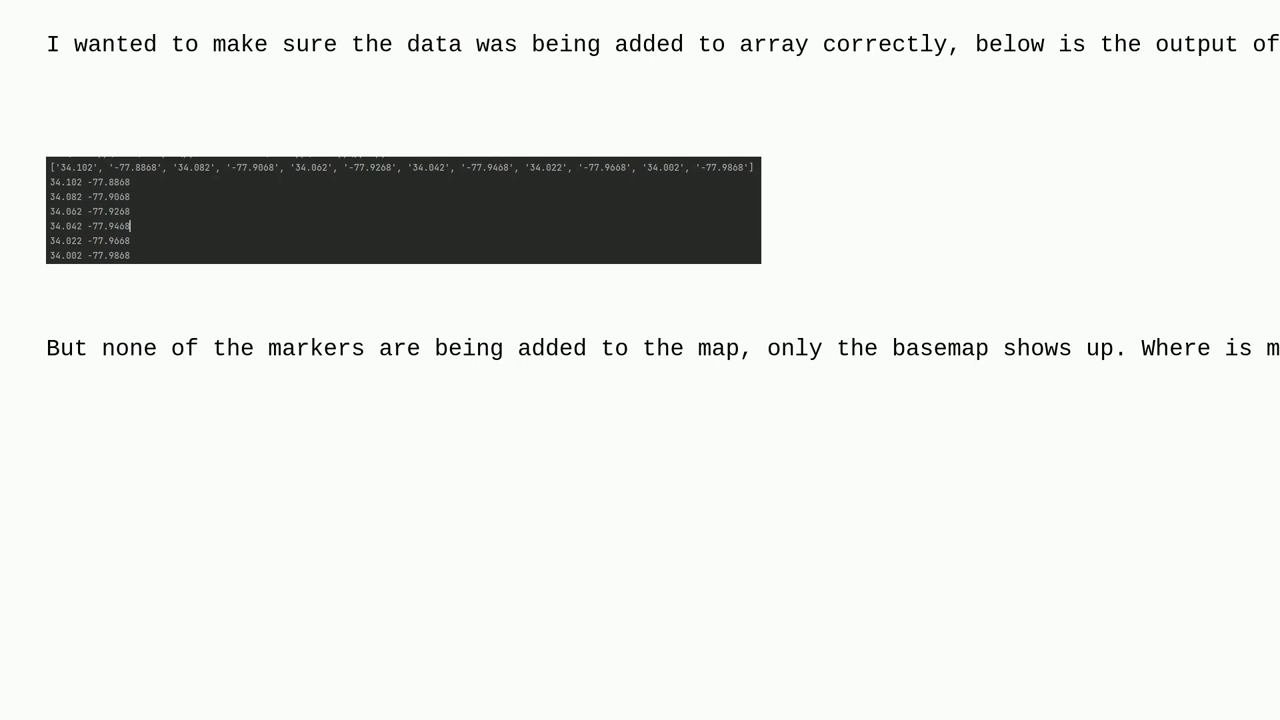 I wanted to make sure the data was being added to array correctly, below is the output of
['34.102', '-77.8868', '34.082', '-77.9068', '34.062', '-77.9268', '34.042', '-77.9468', '34.022', '-77.9668', '34.002', '-77.9868']
34.102 -77.8868
34.082 -77.9068
34.062 -77.9268
34.042 -77.9468
34.022 -77.9668
34.002 -77.9868
But none of the markers are being added to the map, only the basemap shows up. Where is m